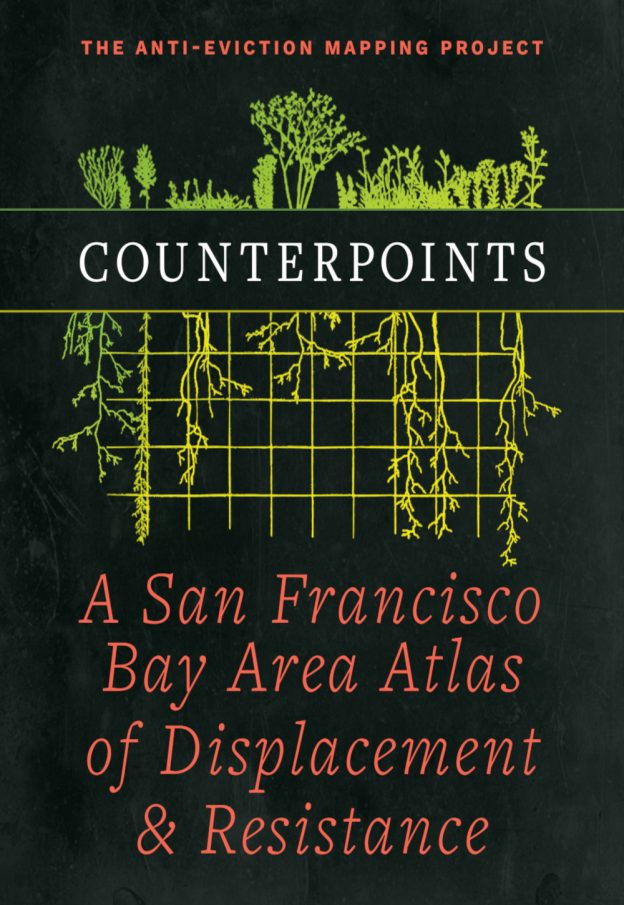 THE ANTI-EVICTION MAPPING PROJECT
COUNTERPOINTS
A San Francisco
Bay Area Atlas
of Displacement
& Resistance